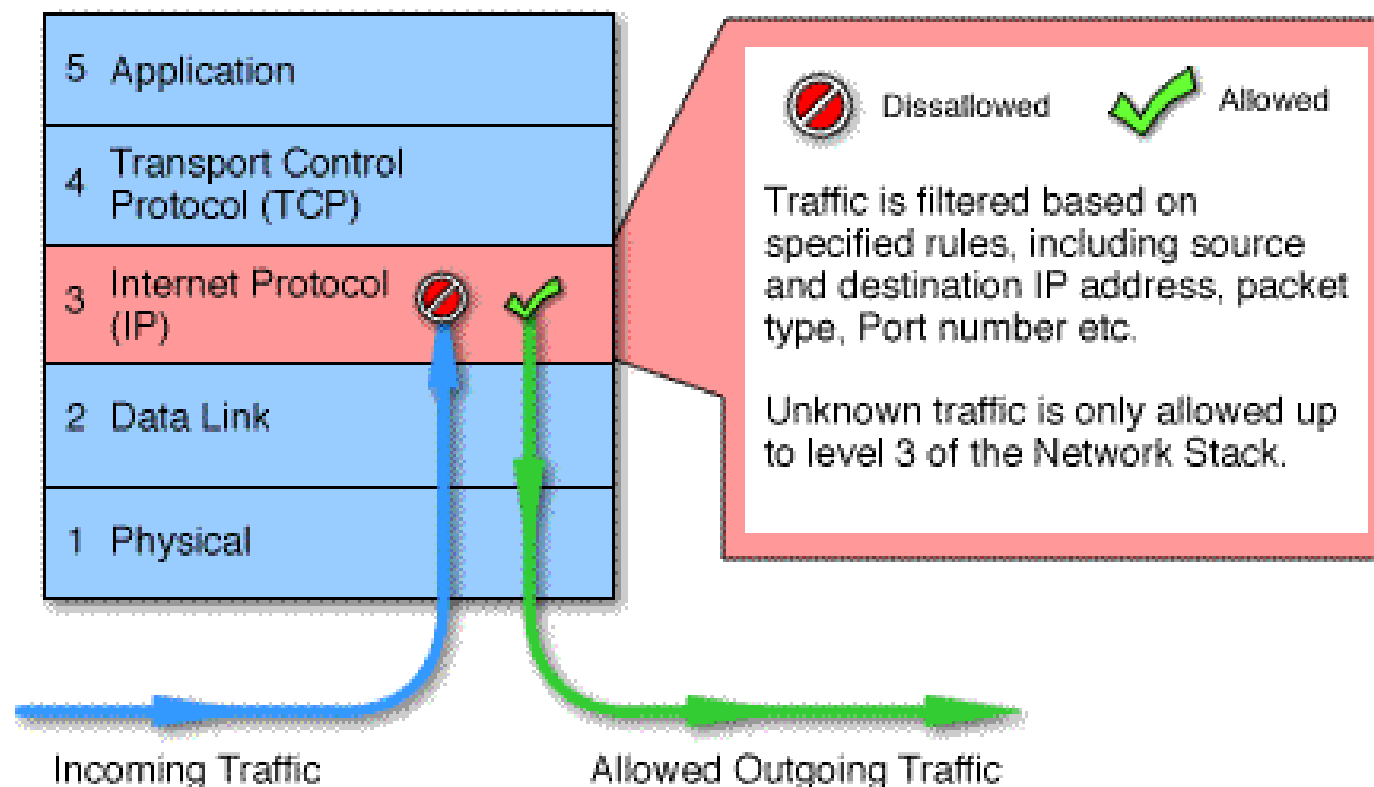 5 Application
4 Transport Control
Protocol (TCP)
3 Internet Protocol
(IP)
2 Data Link
1 Physical
Incoming Traffic
Allowed Outgoing Traffic
Dissallowed
Allowed
Traffic is filtered based on
specified rules, including source
and destination IP address, packet
type, Port number etc.
Unknown traffic is only allowed up
to level 3 of the Network Stack.